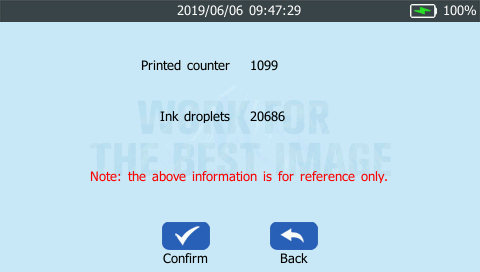 2019/06/06 09:47:29 100%
Printed counter 1099
WORK FOR
Ink droplets 20686
THE BEST IMAGE
Note: the above information is for reference only.
Confirm Back